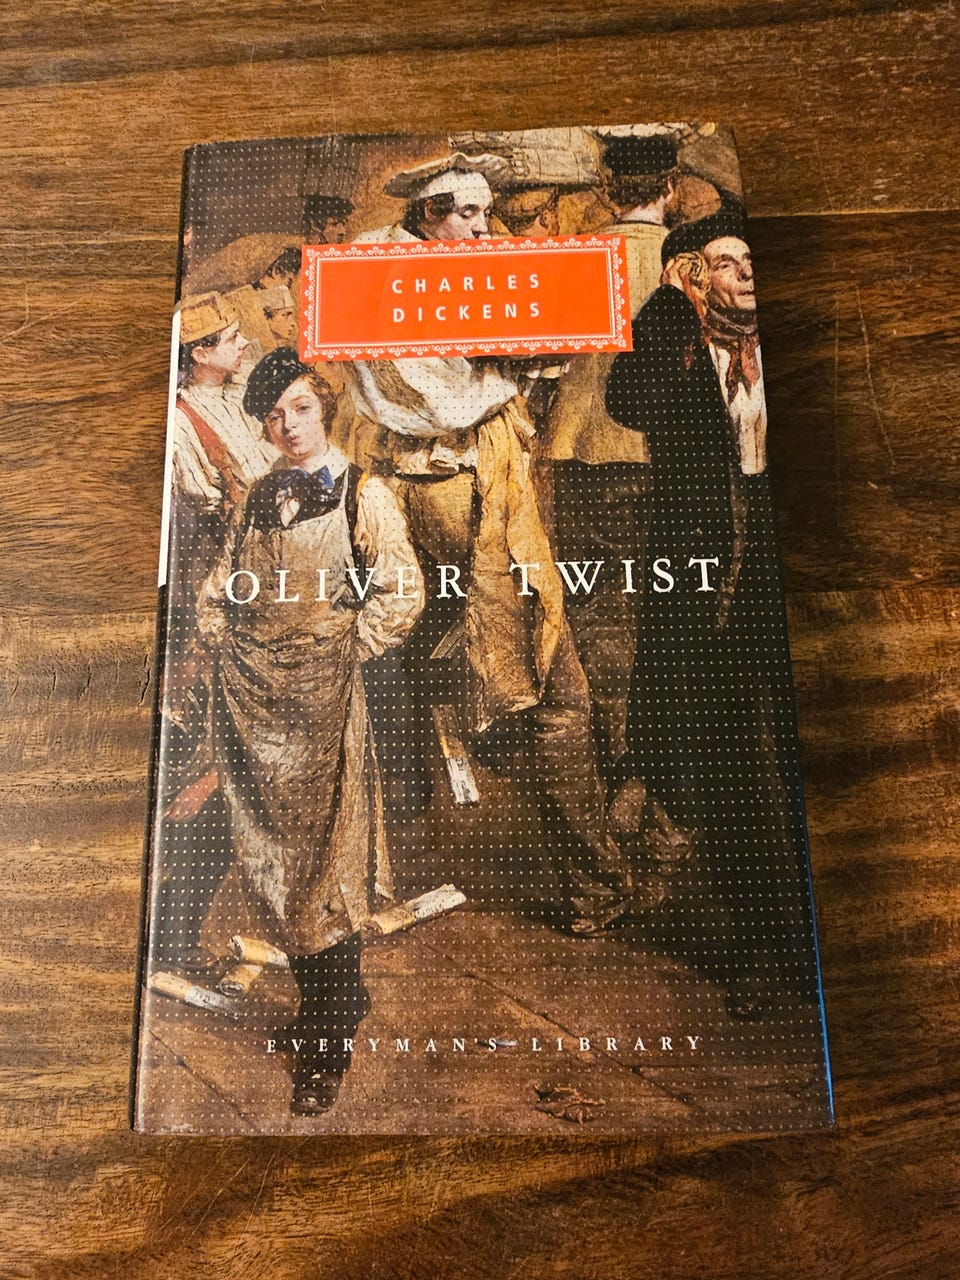 CHARLES
DICKENS
OLIVER TWIST
EVERYMAN'S LIBRARY